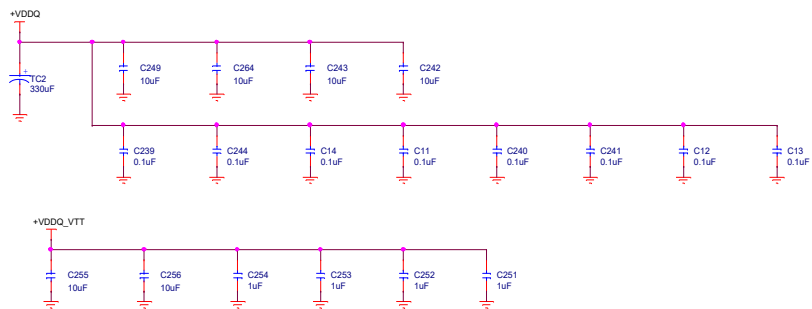 +VDDQ
+
TC2
330uF
C249
10uF
C264
10uF
C243
10uF
C242
10uF
C239
0.1uF
C244
0.1uF
C14
0.1uF
C11
0.1uF
C240
0.1uF
C241
0.1uF
C12
0.1uF
C13
0.1uF
+VDDQ_VTT
C255
10uF
C256
10uF
C254
1uF
C253
1uF
C252
1uF
C251
1uF